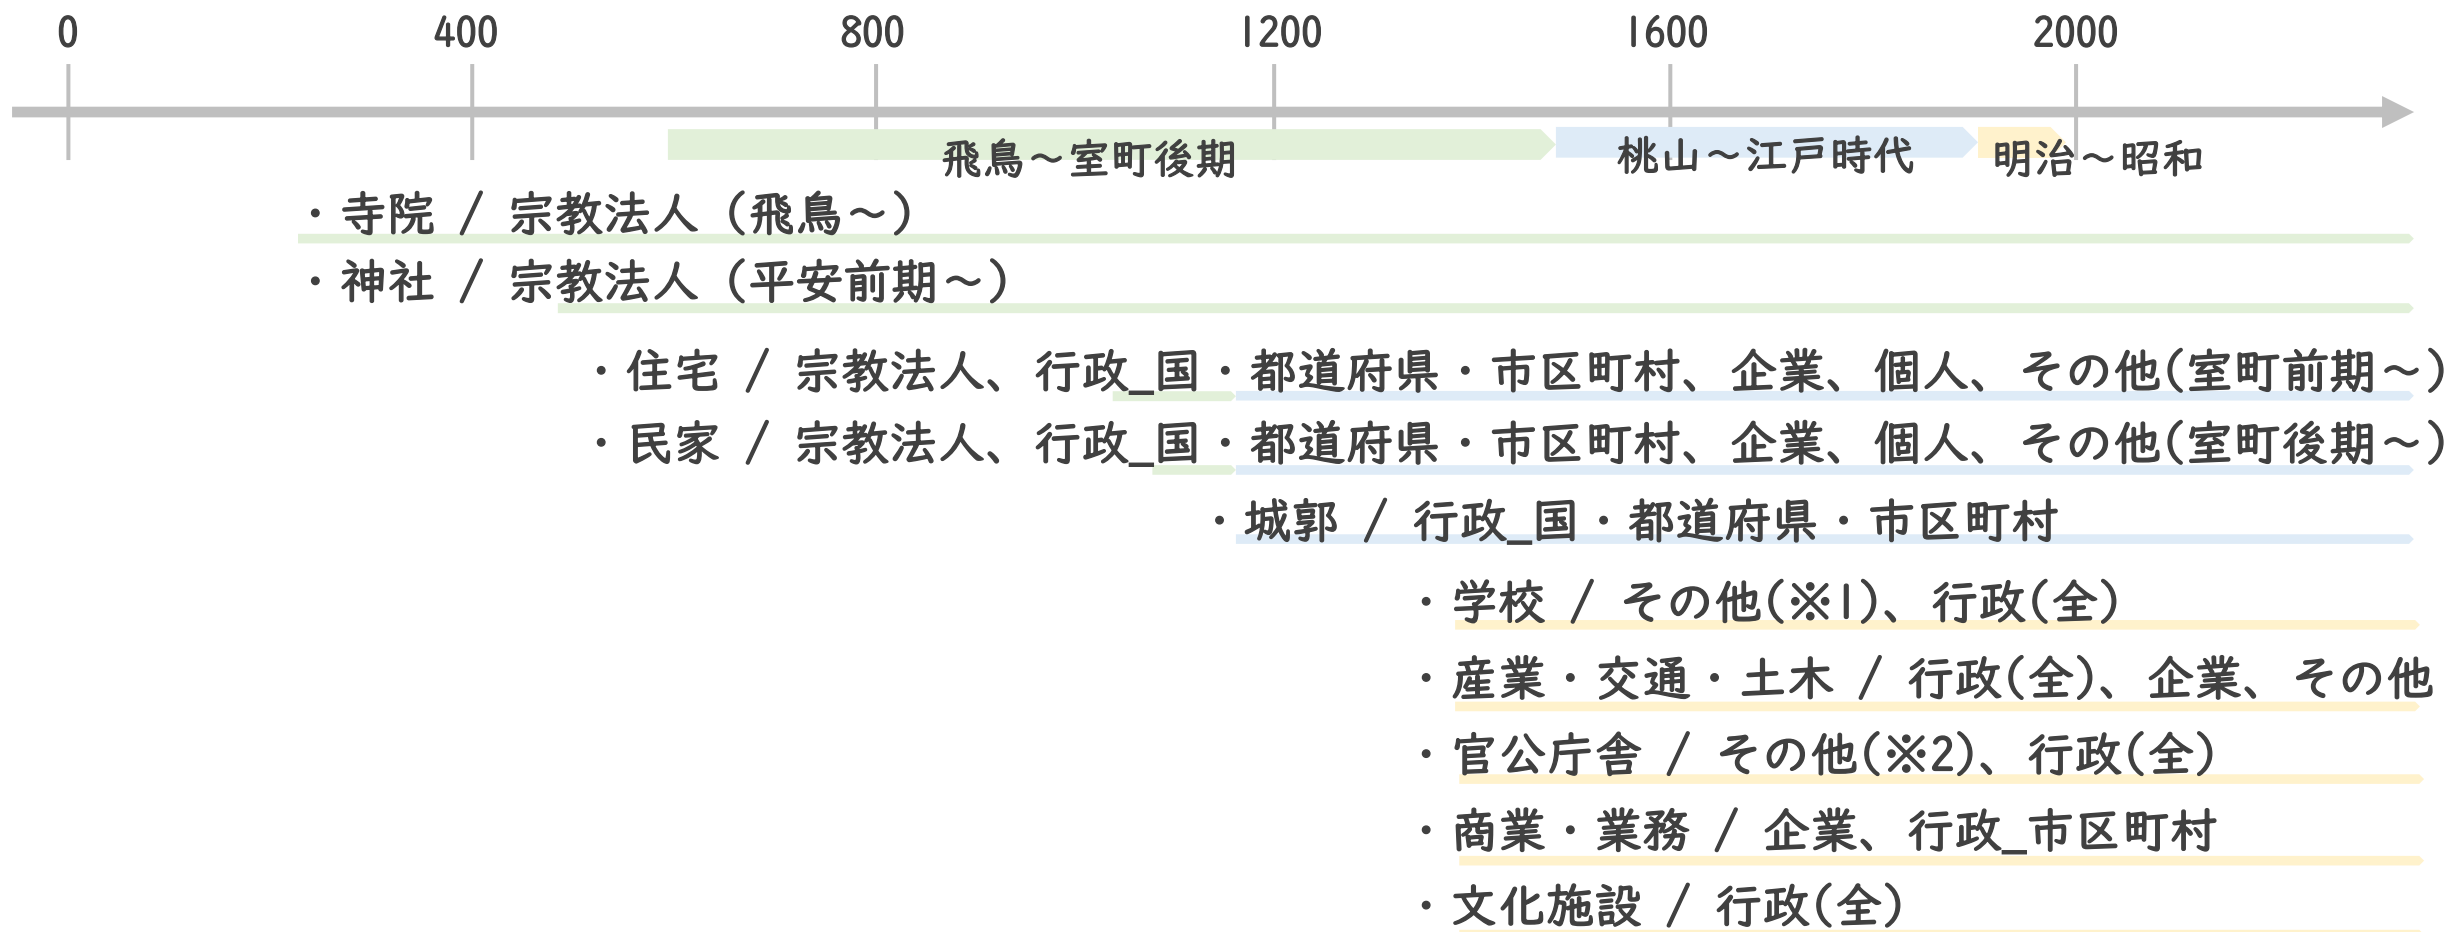 0 400 800 1200 1600 2000
飛鳥～室町後期 桃山～江戸時代 明治～昭和
・寺院 / 宗教法人（飛鳥～）
・神社 / 宗教法人（平安前期～）
・住宅 / 宗教法人、行政_国・都道府県・市区町村、企業、個人、その他(室町前期～)
・民家 / 宗教法人、行政_国・都道府県・市区町村、企業、個人、その他(室町後期～)
・城郭 / 行政_国・都道府県・市区町村
・学校 / その他(※1)、行政(全)
・産業・交通・土木 / 行政(全)、企業、その他
・官公庁舎 / その他(※2)、行政(全)
・商業・業務 / 企業、行政_市区町村
・文化施設 / 行政(全)